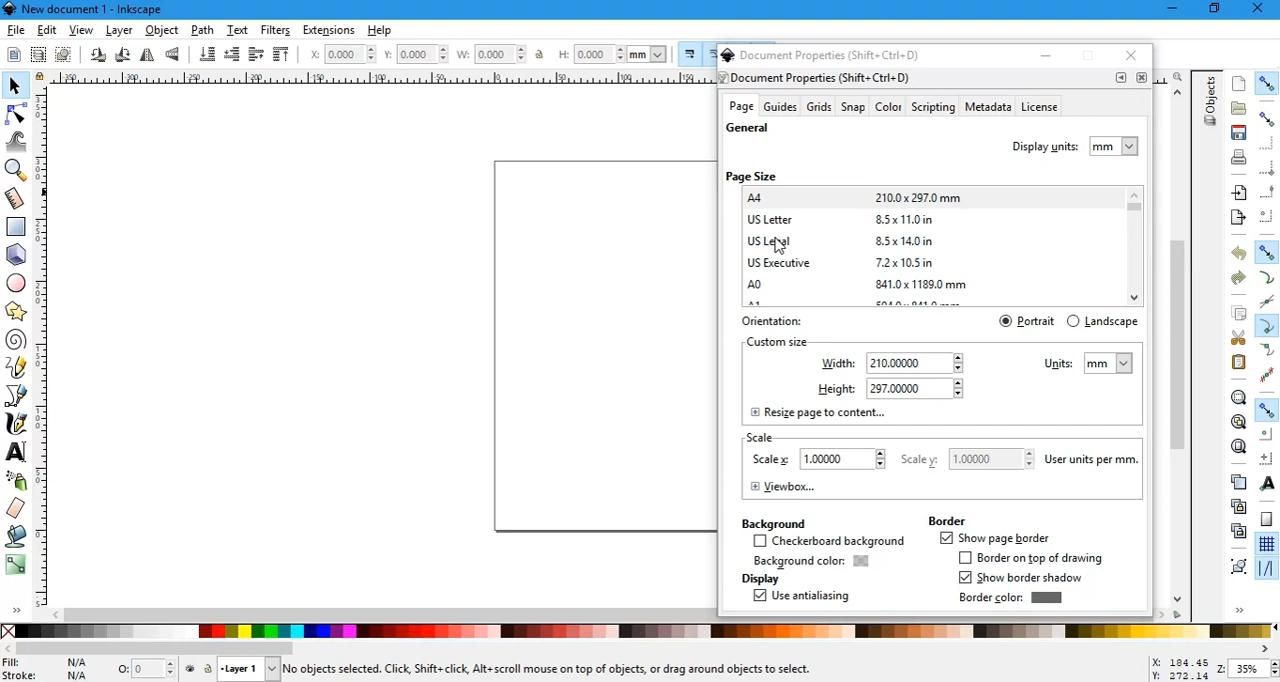 New document 1 - Inkscape
File Edit View Layer Object Path Text Filters Extensions Help
X: 0.000 Y: 0.000 W: 0.000 H: 0.000 mm
Document Properties (Shift+Ctrl+D)
Document Properties (Shift+Ctrl+D)
Page Guides Grids Snap Color Scripting Metadata License
General
Display units: mm
Page Size
A4 210.0 x 297.0 mm
US Letter 8.5 x 11.0 in
US Legal 8.5 x 14.0 in
US Executive 7.2 x 10.5 in
A0 841.0 x 1189.0 mm
A1 594.0 x 841.0 mm
Orientation: Portrait Landscape
Custom size
Width: 210.00000 Units: mm
Height: 297.00000
Resize page to content...
Scale
Scale x: 1.00000 Scale y: 1.00000 User units per mm.
Viewbox...
Background Border
Checkerboard background Show page border
Background color: Border on top of drawing
Display Show border shadow
Use antialiasing Border color:
Objects
Fill: N/A O: 0 Layer 1 No objects selected. Click, Shift+click, Alt+scroll mouse on top of objects, or drag around objects to select. X: 184.45 Z: 35%
Stroke: N/A Y: 272.14